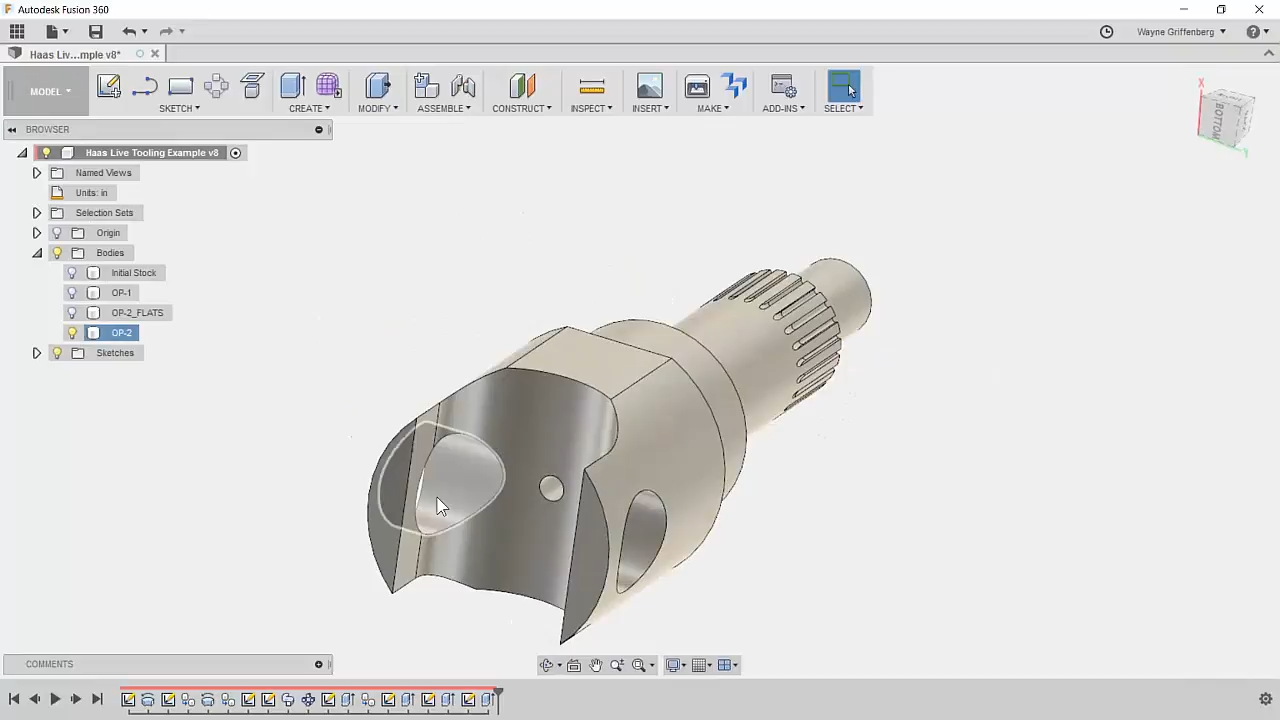 Autodesk Fusion 360
Wayne Griffenberg
Haas Liv...mple v8*
MODEL
SKETCH
CREATE
MODIFY
ASSEMBLE
CONSTRUCT
INSPECT
INSERT
MAKE
ADD-INS
SELECT
X
BOTTOM
BROWSER
Haas Live Tooling Example v8
Named Views
Units: in
Selection Sets
Origin
Bodies
Initial Stock
OP-1
OP-2_FLATS
OP-2
Sketches
COMMENTS